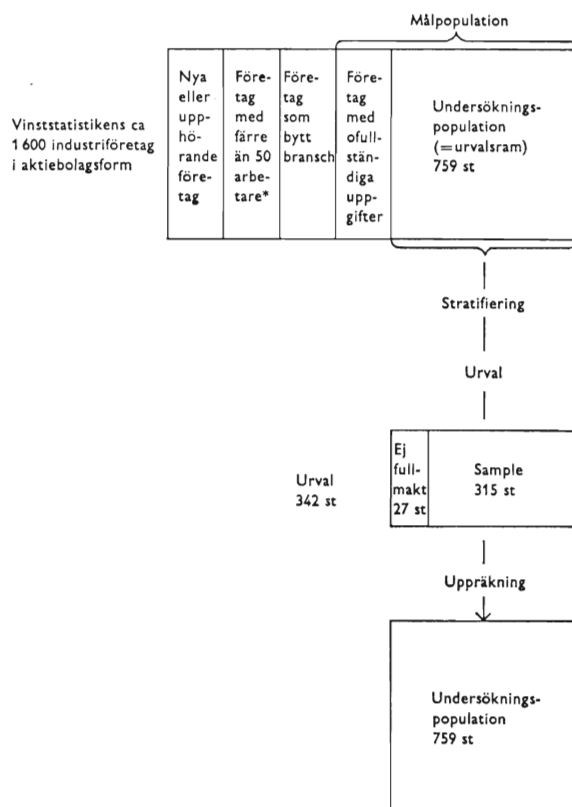 Målpopulation
Vinststatistikens ca
1 600 industriföretag
i aktiebolagsform
Nya
eller
upp-
hö-
rande
före-
tag
Före-
tag
med
färre
än 50
arbe-
tare*
Före-
tag
som
bytt
bransch
Före-
tag
med
ofull-
stän-
diga
upp-
gifter
Undersöknings-
population
(=urvalsram)
759 st
Stratifiering
Urval
Urval
342 st
Ej
full-
makt
27 st
Sample
315 st
Uppräkning
Undersöknings-
population
759 st